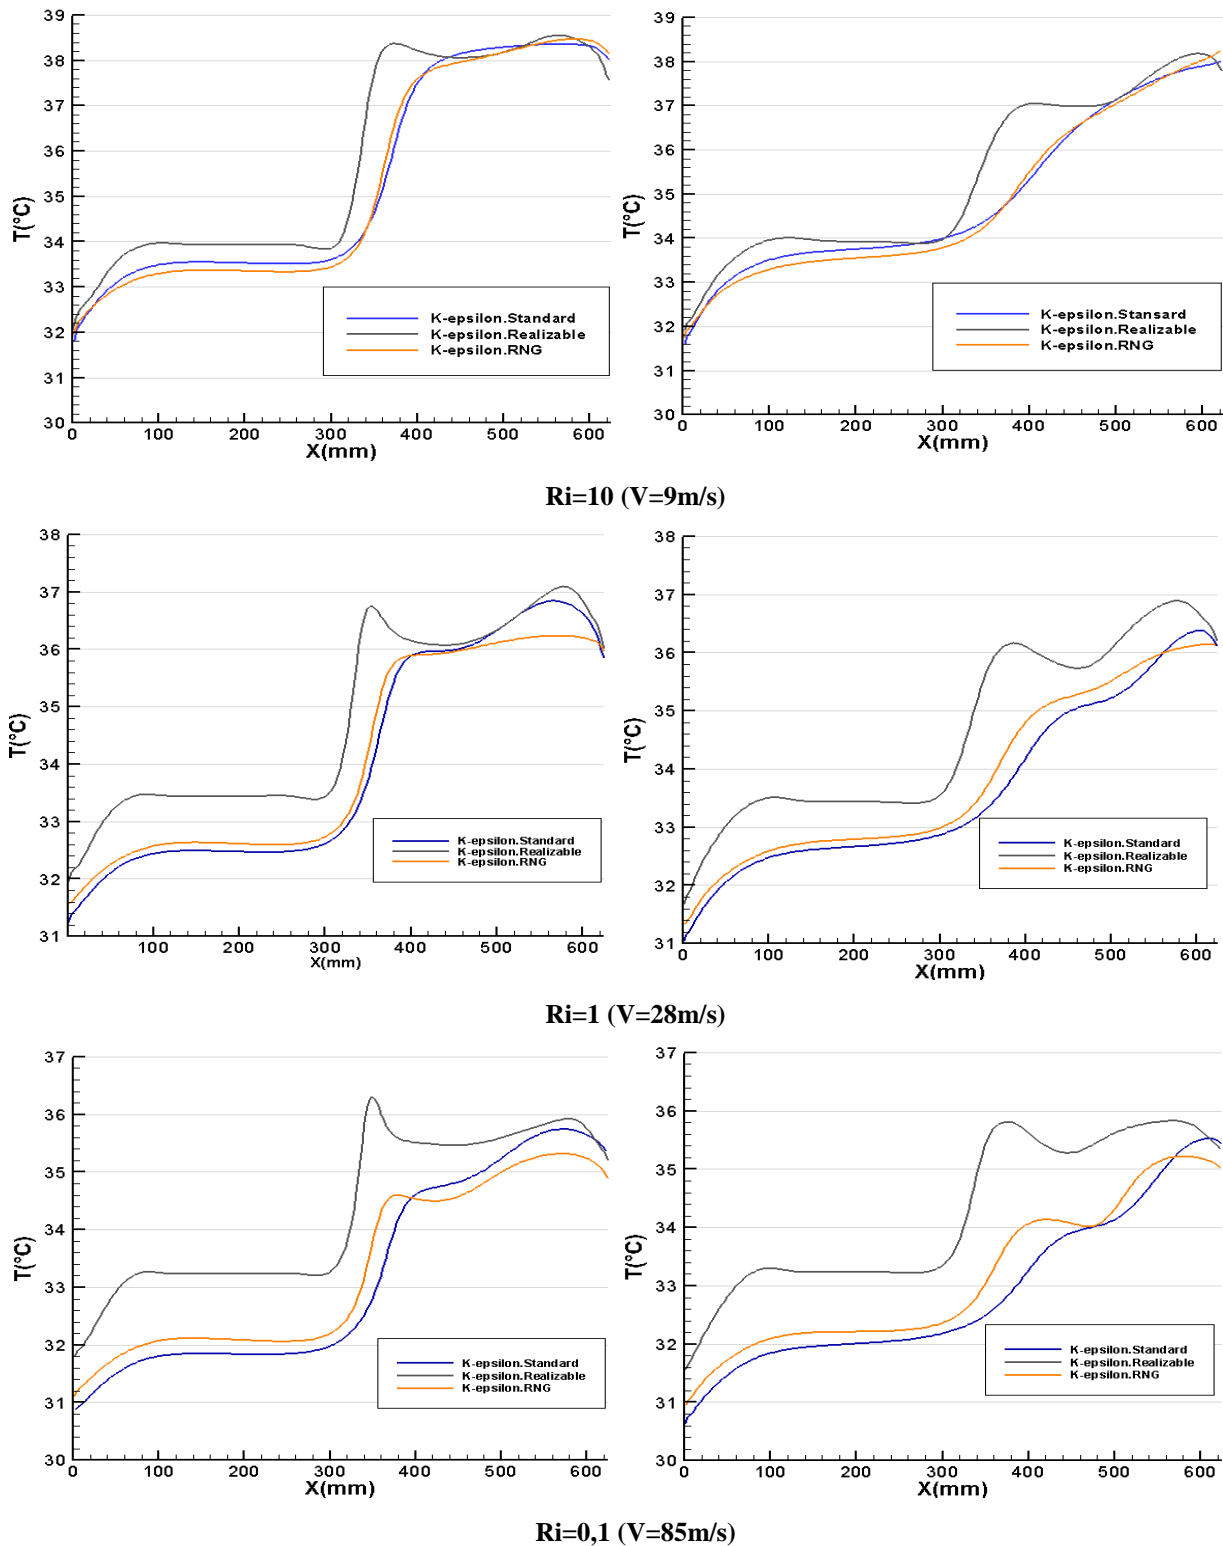 39
38
37
36
35
34
33
32
31
30
T(°C)
K-epsilon.Standard
K-epsilon.Realizable
K-epsilon.RNG
0 100 200 300 400 500 600
X(mm)
39
38
37
36
35
34
33
32
31
30
T(°C)
K-epsilon.Stansard
K-epsilon.Realizable
K-epsilon.RNG
0 100 200 300 400 500 600
X(mm)
Ri=10 (V=9m/s)
38
37
36
35
34
33
32
31
T(°C)
K-epsilon.Standard
K-epsilon.Realizable
K-epsilon.RNG
100 200 300 400 500 600
X(mm)
38
37
36
35
34
33
32
31
T(°C)
K-epsilon.Standard
K-epsilon.Realizable
K-epsilon.RNG
0 100 200 300 400 500 600
X(mm)
Ri=1 (V=28m/s)
37
36
35
34
33
32
31
30
T(°C)
K-epsilon.Standard
K-epsilon.Realizable
K-epsilon.RNG
0 100 200 300 400 500 600
X(mm)
37
36
35
34
33
32
31
30
T(°C)
K-epsilon.Standard
K-epsilon.Realizable
K-epsilon.RNG
0 100 200 300 400 500 600
X(mm)
Ri=0,1 (V=85m/s)